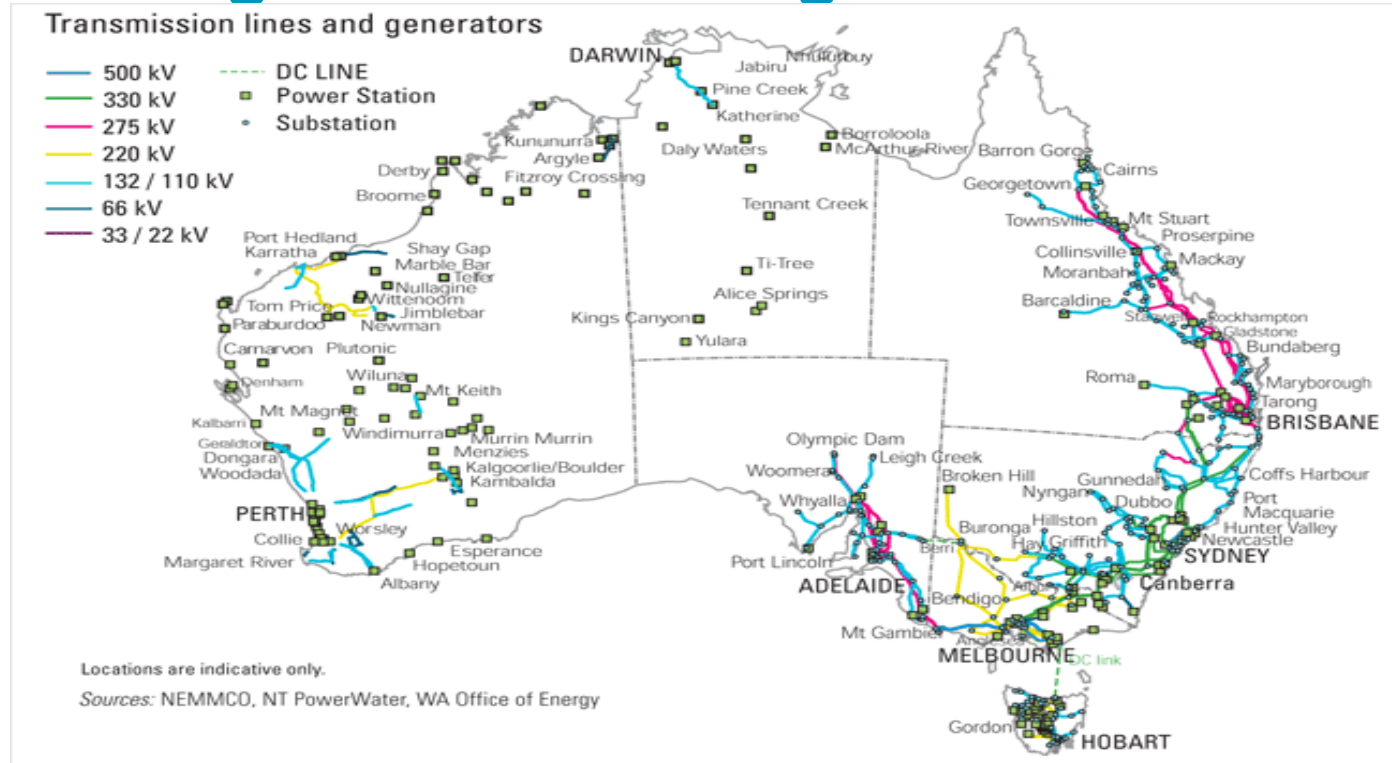 Transmission lines and generators
500 kV
330 kV
275 kV
220 kV
132 / 110 kV
66 kV
33 / 22 kV
DC LINE
Power Station
Substation
DARWIN
Jabiru
Nhulunbuy
Pine Creek
Katherine
Kununurra
Argyle
Daly Waters
Borroloola
McArthur River
Derby
Fitzroy Crossing
Broome
Tennant Creek
Barron Gorge
Cairns
Georgetown
Townsville
Mt Stuart
Proserpine
Collinsville
Mackay
Moranbah
Barcaldine
Stanwell
Rockhampton
Gladstone
Bundaberg
Port Hedland
Karratha
Shay Gap
Marble Bar
Telfer
Nullagine
Wittenoom
Tom Price
Jimblebar
Paraburdoo
Newman
Ti-Tree
Alice Springs
Kings Canyon
Yulara
Carnarvon
Plutonic
Denham
Wiluna
Mt Keith
Roma
Maryborough
Tarong
BRISBANE
Kalbarri
Mt Magnet
Windimurra
Murrin Murrin
Geraldton
Dongara
Woodada
Menzies
Kalgoorlie/Boulder
Kambalda
Olympic Dam
Woomera
Leigh Creek
Whyalla
Broken Hill
Gunnedah
Coffs Harbour
Nyngan
Dubbo
Port
Macquarie
PERTH
Worsley
Collie
Margaret River
Esperance
Hopetoun
Albany
Port Lincoln
ADELAIDE
Buronga
Berri
Hillston
Hay
Griffith
Hunter Valley
Newcastle
SYDNEY
Canberra
Albury
Bendigo
Mt Gambier
Anglesea
MELBOURNE
DC link
Gordon
HOBART
Locations are indicative only.
Sources: NEMMCO, NT PowerWater, WA Office of Energy